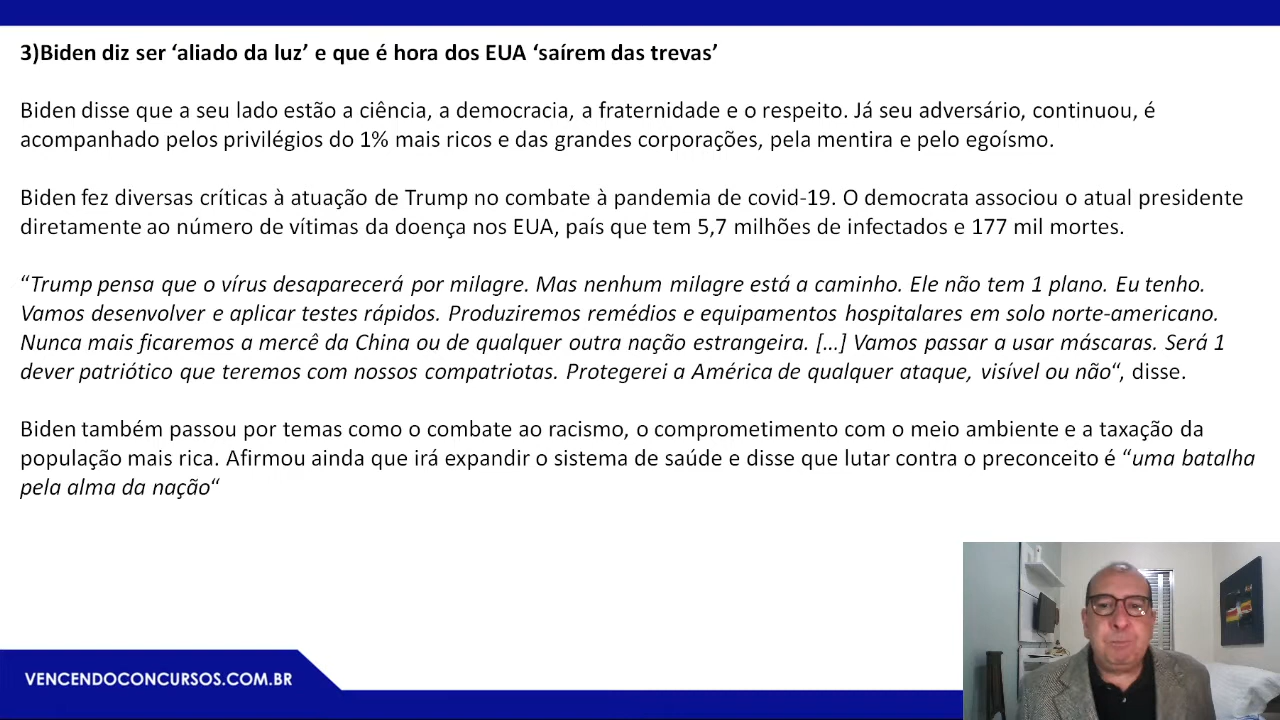 3)Biden diz ser ‘aliado da luz’ e que é hora dos EUA ‘saírem das trevas’
Biden disse que a seu lado estão a ciência, a democracia, a fraternidade e o respeito. Já seu adversário, continuou, é
acompanhado pelos privilégios do 1% mais ricos e das grandes corporações, pela mentira e pelo egoísmo.
Biden fez diversas críticas à atuação de Trump no combate à pandemia de covid-19. O democrata associou o atual presidente
diretamente ao número de vítimas da doença nos EUA, país que tem 5,7 milhões de infectados e 177 mil mortes.
“Trump pensa que o vírus desaparecerá por milagre. Mas nenhum milagre está a caminho. Ele não tem 1 plano. Eu tenho.
Vamos desenvolver e aplicar testes rápidos. Produziremos remédios e equipamentos hospitalares em solo norte-americano.
Nunca mais ficaremos a mercê da China ou de qualquer outra nação estrangeira. […] Vamos passar a usar máscaras. Será 1
dever patriótico que teremos com nossos compatriotas. Protegerei a América de qualquer ataque, visível ou não“, disse.
Biden também passou por temas como o combate ao racismo, o comprometimento com o meio ambiente e a taxação da
população mais rica. Afirmou ainda que irá expandir o sistema de saúde e disse que lutar contra o preconceito é “uma batalha
pela alma da nação“
VENCENDOCONCURSOS.COM.BR